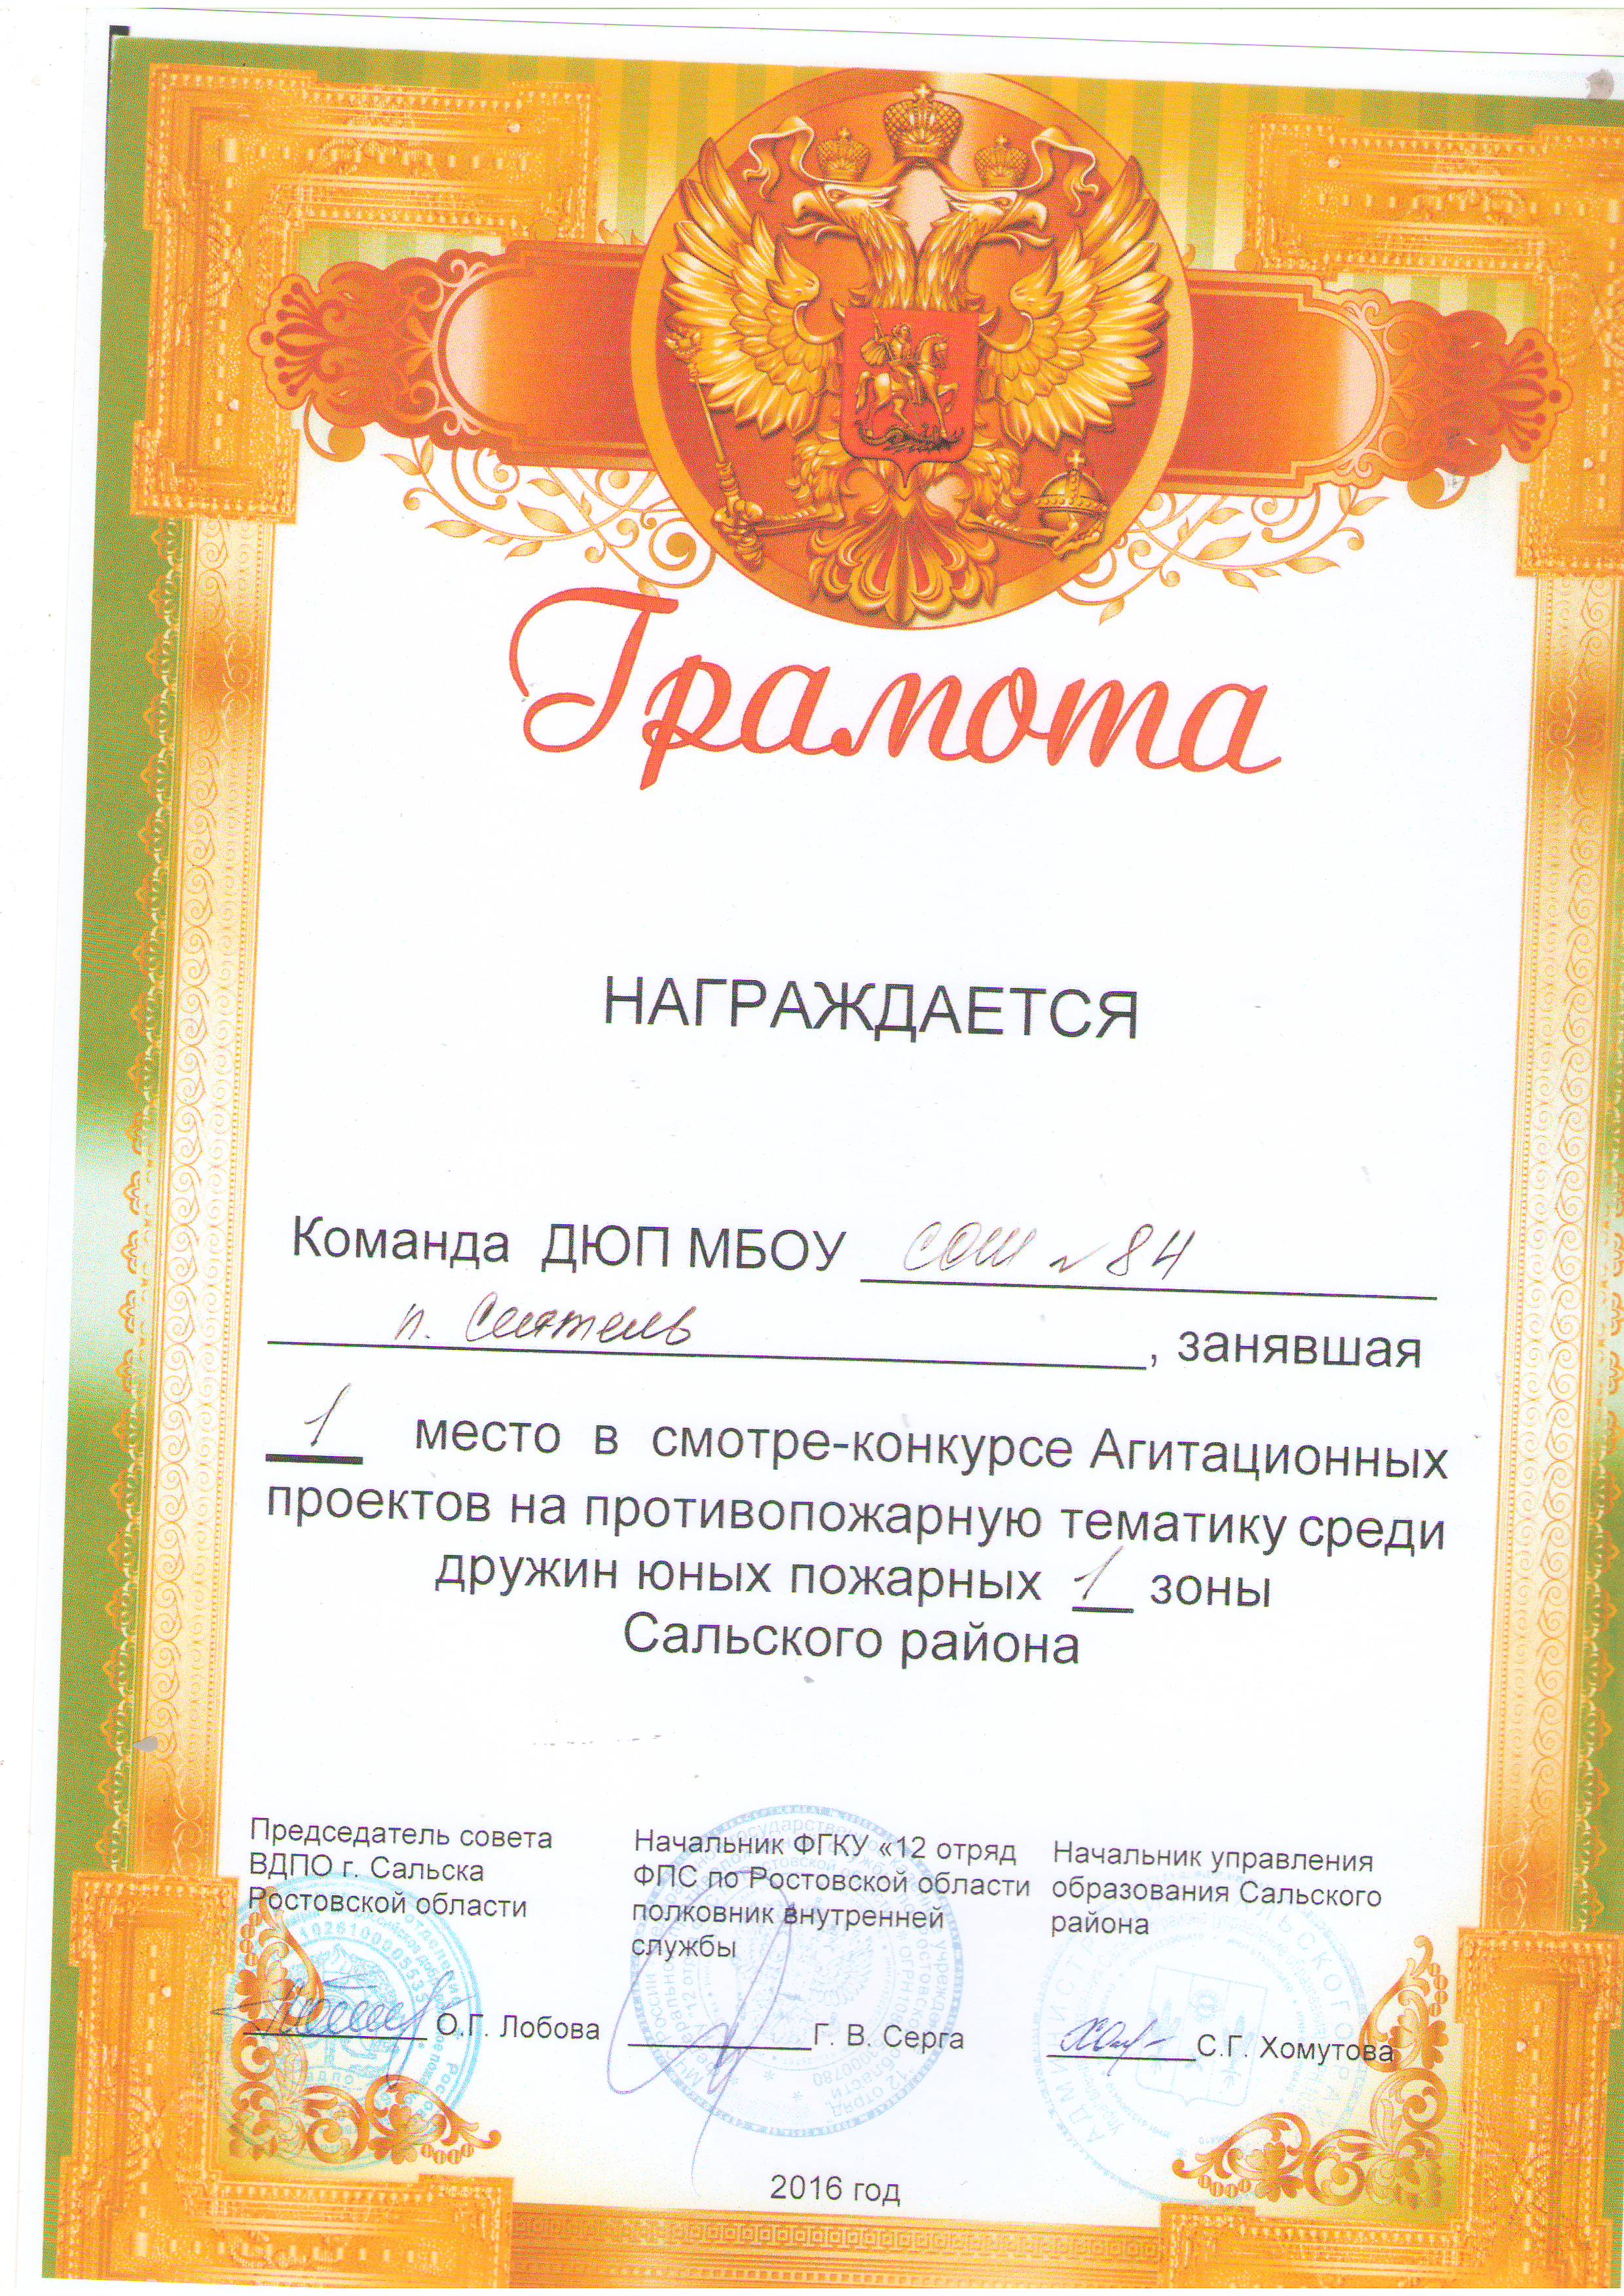 Грамота
НАГРАЖДАЕТСЯ
Команда ДЮП МБОУ СОШ №84
п. Сеятель, занявшая
1 место в смотре-конкурсе Агитационных
проектов на противопожарную тематику среди
дружин юных пожарных 1 зоны
Сальского района
Председатель совета
ВДПО г. Сальска
Ростовской области
О.Г. Лобова
Начальник ФГКУ «12 отряд
ФПС по Ростовской области
полковник внутренней
службы
Г. В. Серга
Начальник управления
образования Сальского
района
С.Г. Хомутова
2016 год